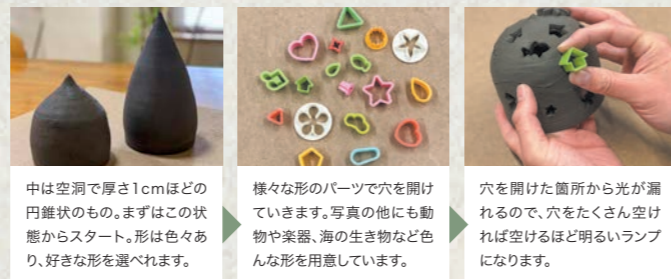 中は空洞で厚さ1cmほどの
円錐状のもの。まずはこの状
態からスタート。形は色々あ
り、好きな形を選べれます。
様々な形のパーツで穴を開け
ていきます。写真の他にも動
物や楽器、海の生き物など色
んな形を用意しています。
穴を開けた箇所から光が漏
れるので、穴をたくさん空け
れば空けるほど明るいランプ
になります。